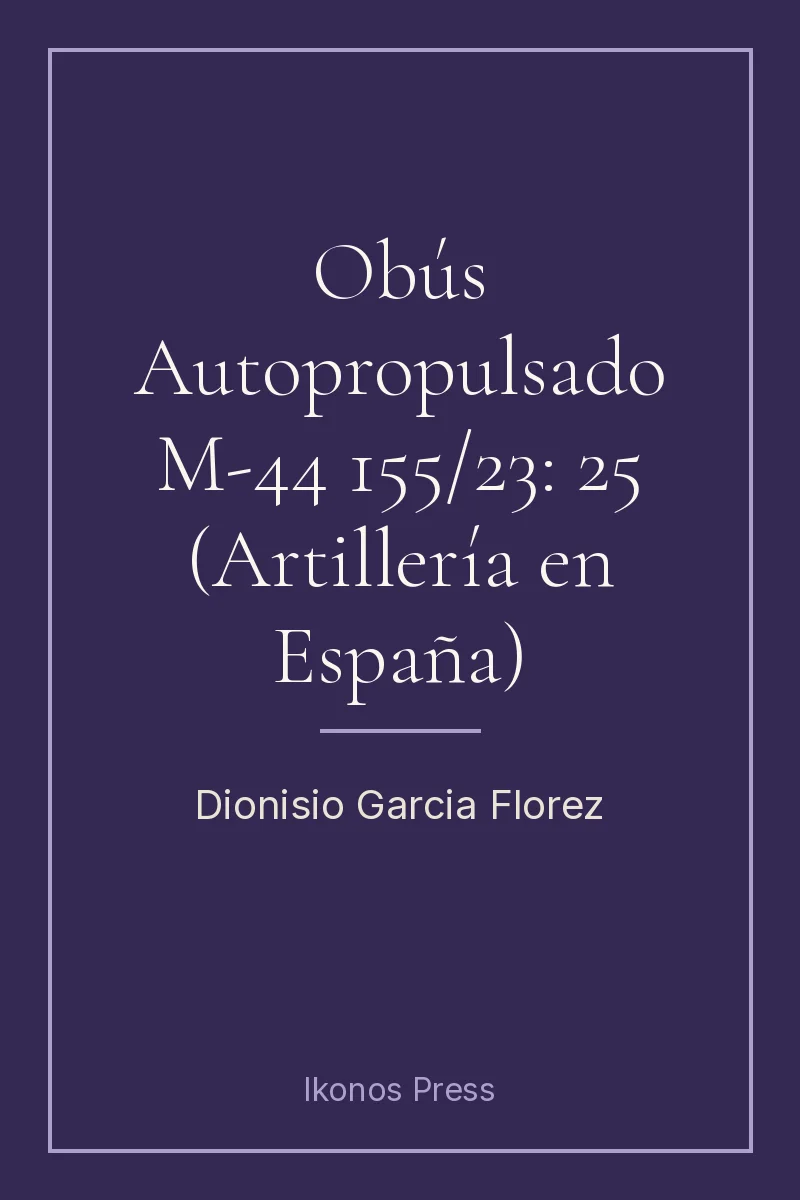 Obús
Autopropulsado
M-44 155/23: 25
(Artillería en
España)
Dionisio Garcia Florez
Ikonos Press